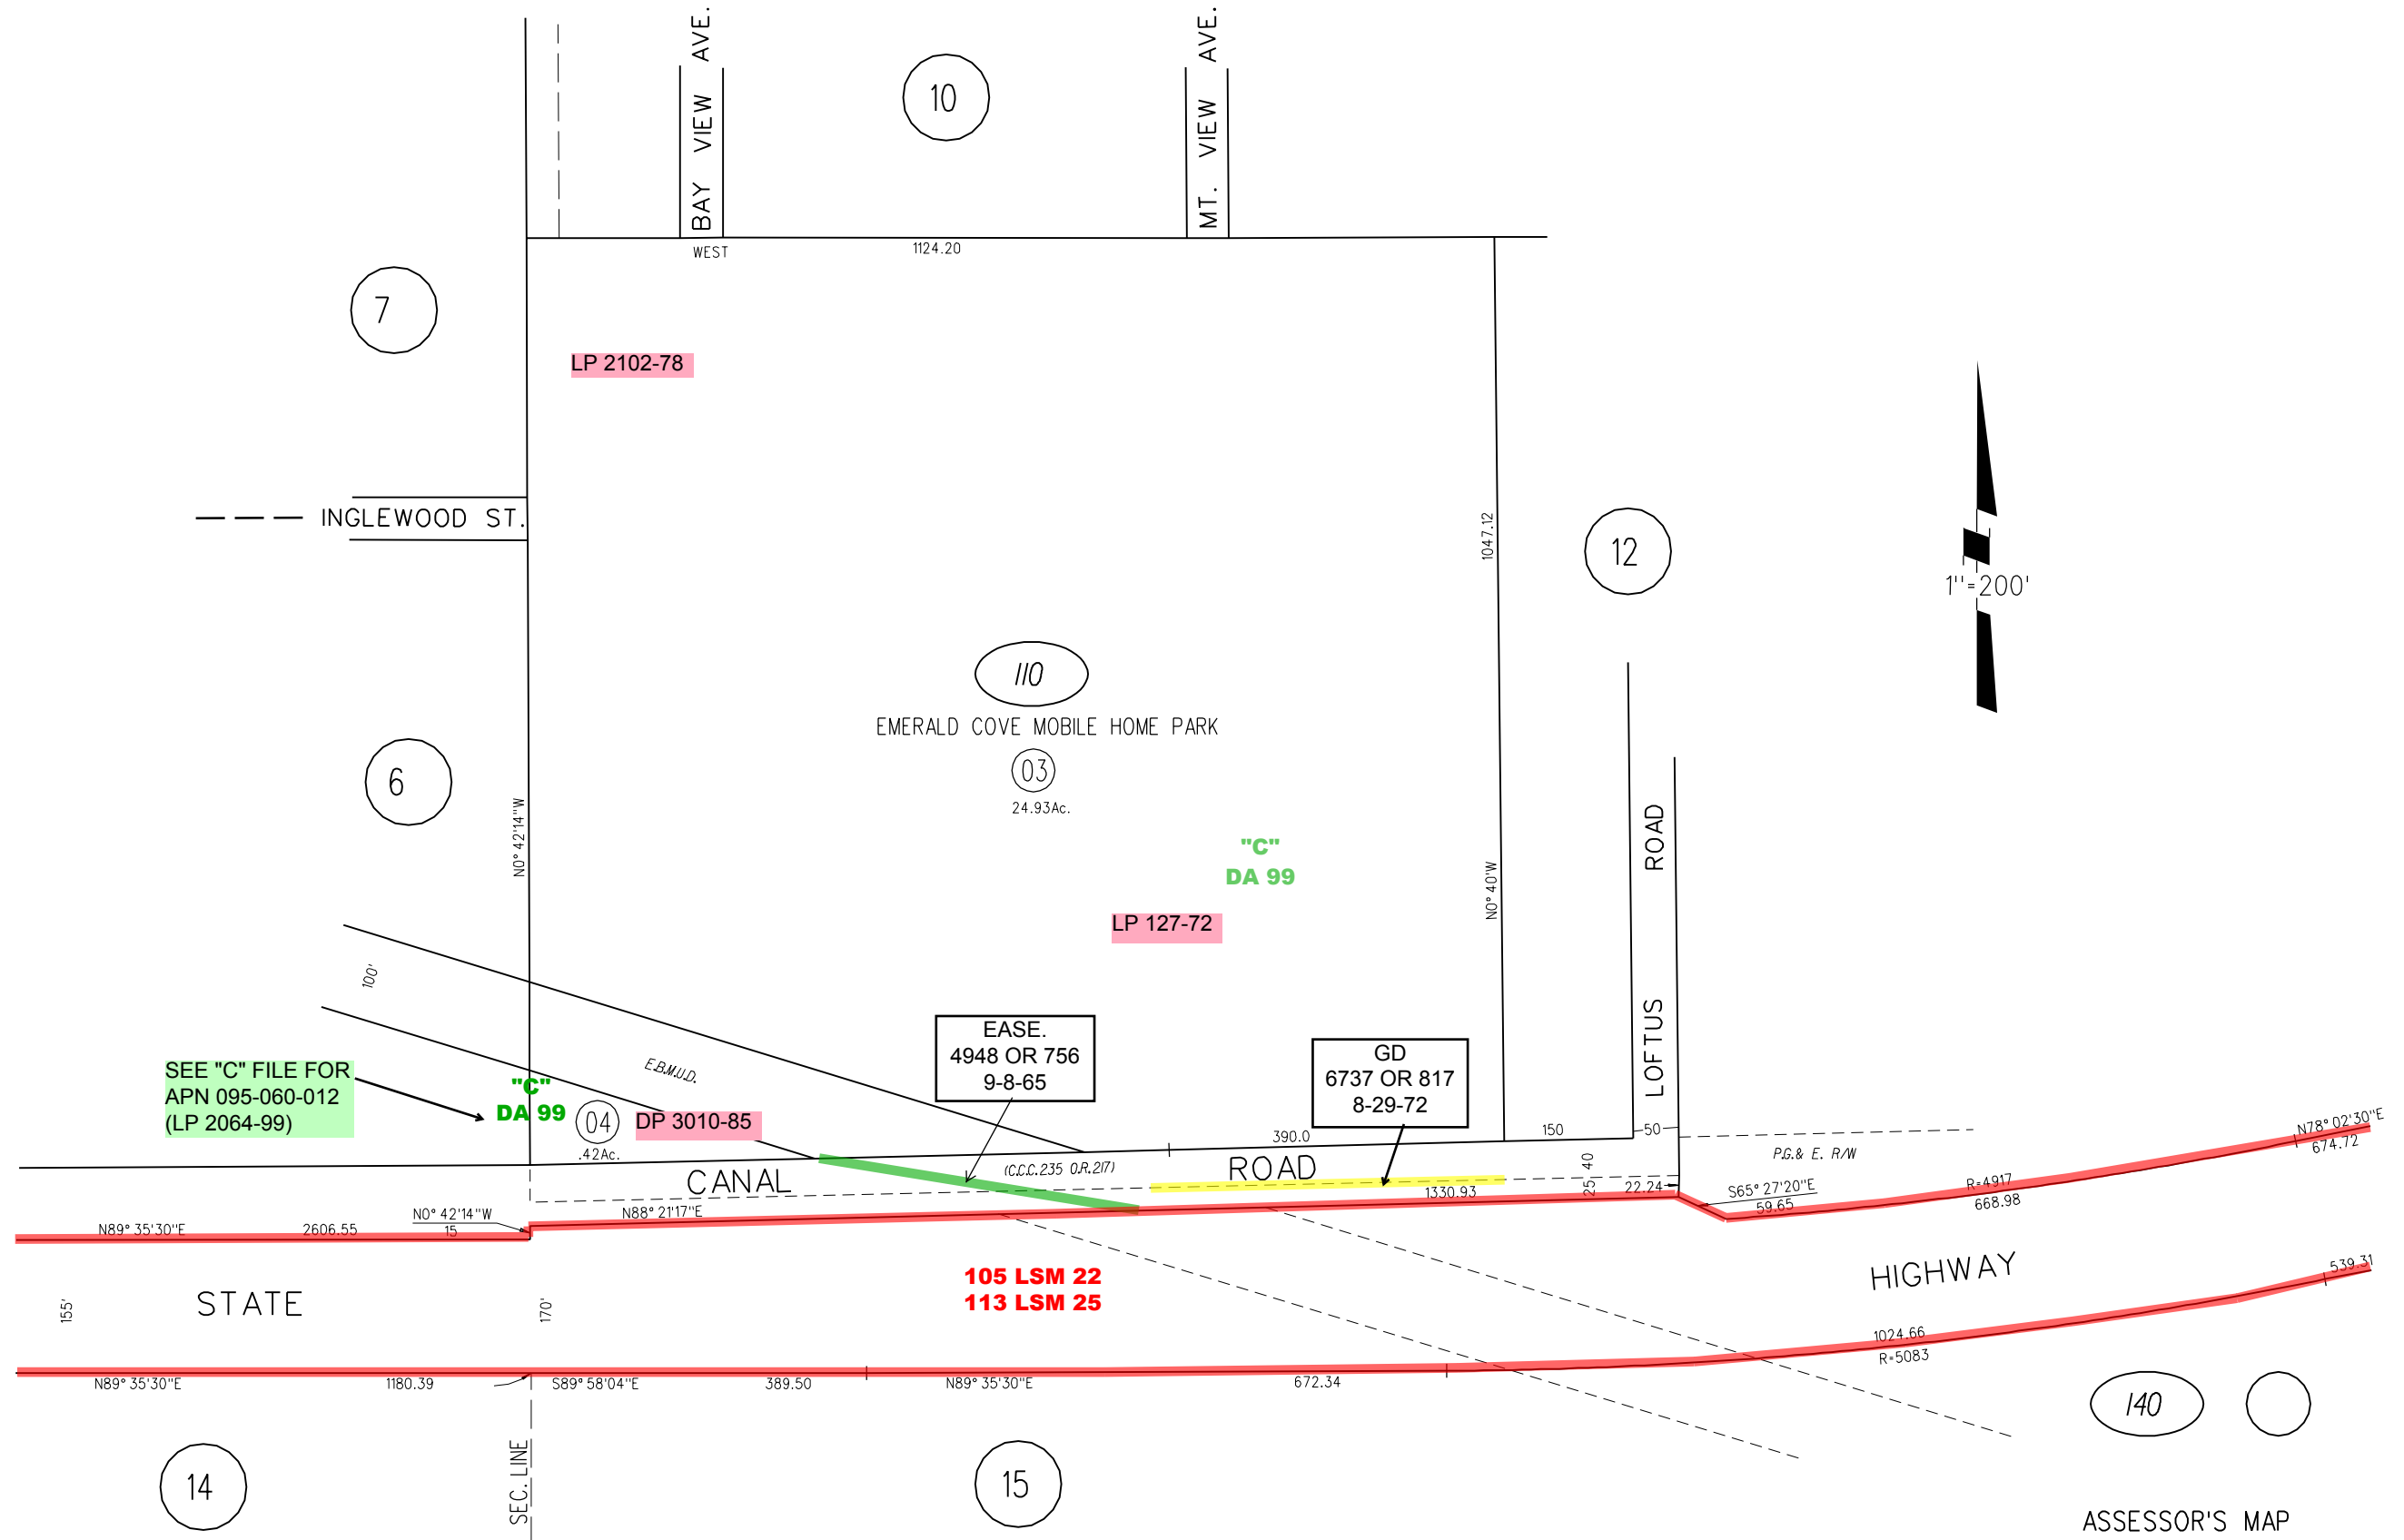 BAY VIEW AVE.
MT. VIEW AVE.
10
WEST
1124.20
7
LP 2102-78
INGLEWOOD ST.
1047.12
12
1"=200'
110
EMERALD COVE MOBILE HOME PARK
03
24.93Ac.
6
N0° 42'14"W
"C"
DA 99
N0° 40'W
LP 127-72
LOFTUS ROAD
100'
E.B.M.U.D.
EASE.
4948 OR 756
9-8-65
GD
6737 OR 817
8-29-72
SEE "C" FILE FOR
APN 095-060-012
(LP 2064-99)
"C"
DA 99
04
.42Ac.
DP 3010-85
390.0
150
50
N78° 02'30"E
674.72
P.G.& E. R/W
CANAL ROAD
(C.C.C.235 O.R.217)
25
40
22.24
1330.93
S65° 27'20"E
59.65
R=4917
668.98
N0° 42'14"W
15
N88° 21'17"E
N89° 35'30"E
2606.55
105 LSM 22
113 LSM 25
STATE HIGHWAY
155'
170'
539.31
1024.66
R=5083
N89° 35'30"E
1180.39
S89° 58'04"E
389.50
N89° 35'30"E
672.34
140
14
SEC. LINE
15
ASSESSOR'S MAP